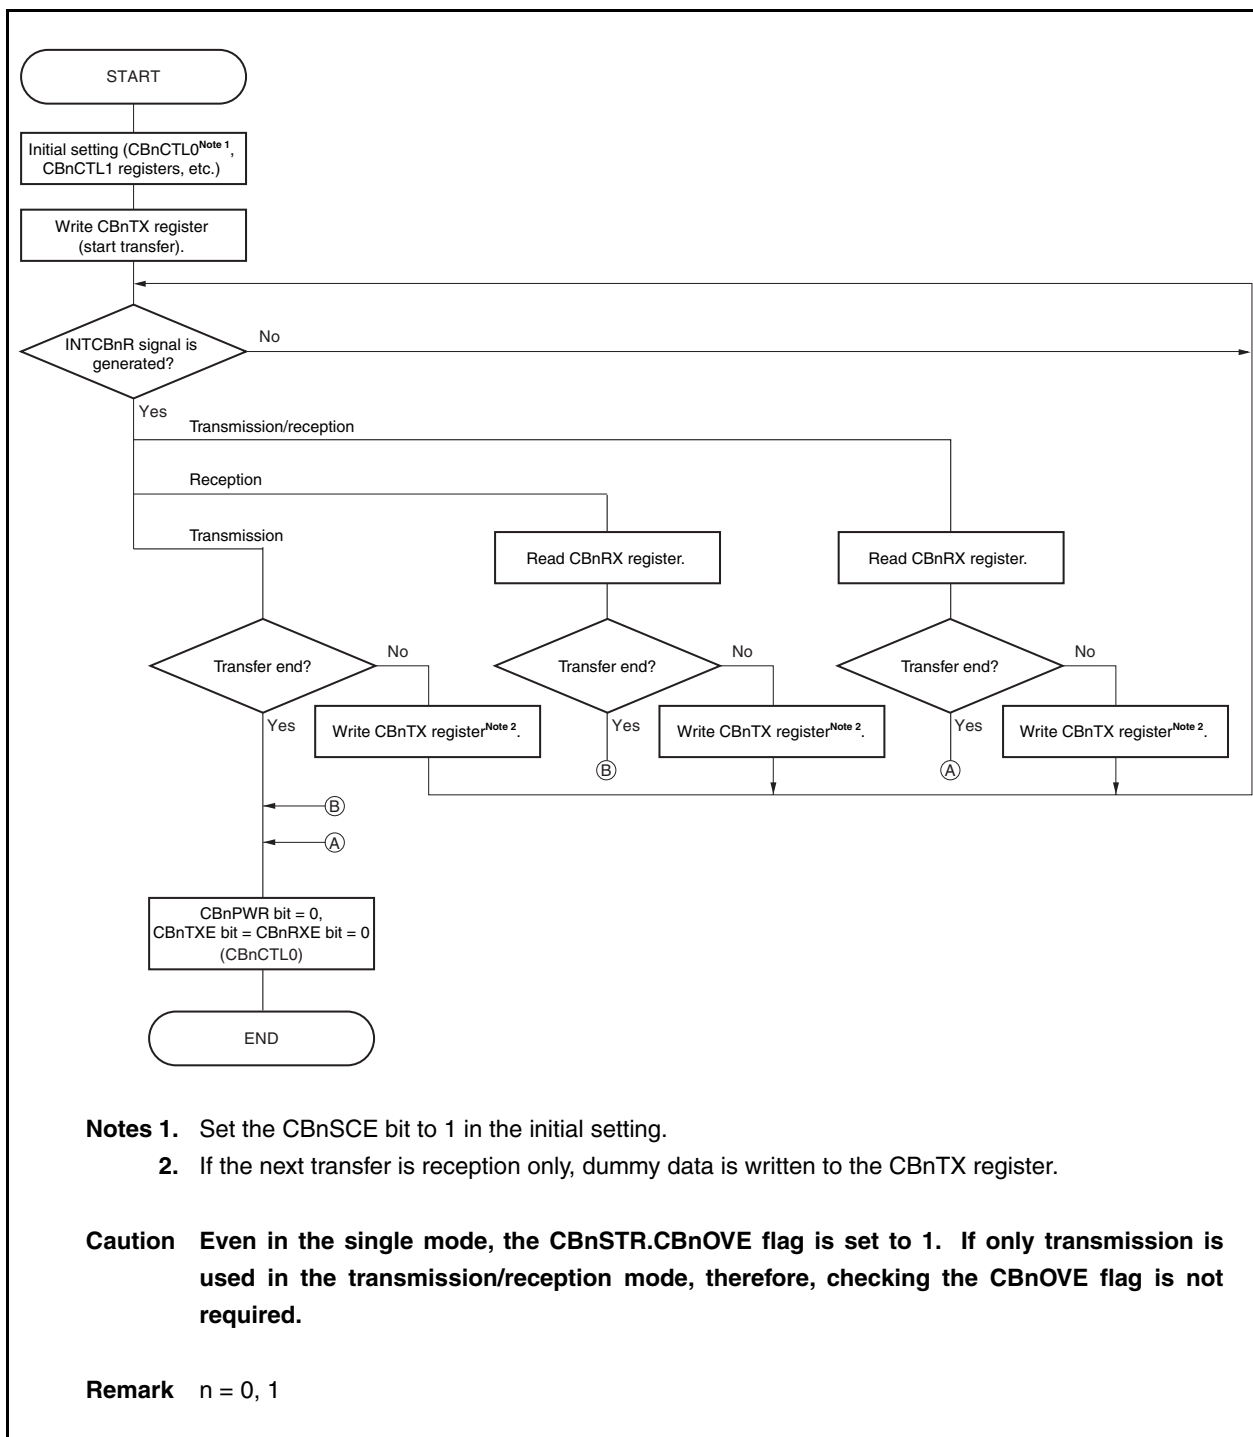 START
Initial setting (CBnCTL0Note 1,
CBnCTL1 registers, etc.)
Write CBnTX register
(start transfer).
INTCBnR signal is
generated?
No
Yes
Transmission/reception
Reception
Transmission
Read CBnRX register.
Read CBnRX register.
Transfer end?
No
Transfer end?
No
Transfer end?
No
Yes
Write CBnTX registerNote 2.
Yes
Write CBnTX registerNote 2.
Yes
Write CBnTX registerNote 2.
B
A
B
A
CBnPWR bit = 0,
CBnTXE bit = CBnRXE bit = 0
(CBnCTL0)
END
Notes 1. Set the CBnSCE bit to 1 in the initial setting.
2. If the next transfer is reception only, dummy data is written to the CBnTX register.
Caution Even in the single mode, the CBnSTR.CBnOVE flag is set to 1. If only transmission is
used in the transmission/reception mode, therefore, checking the CBnOVE flag is not
required.
Remark n = 0, 1